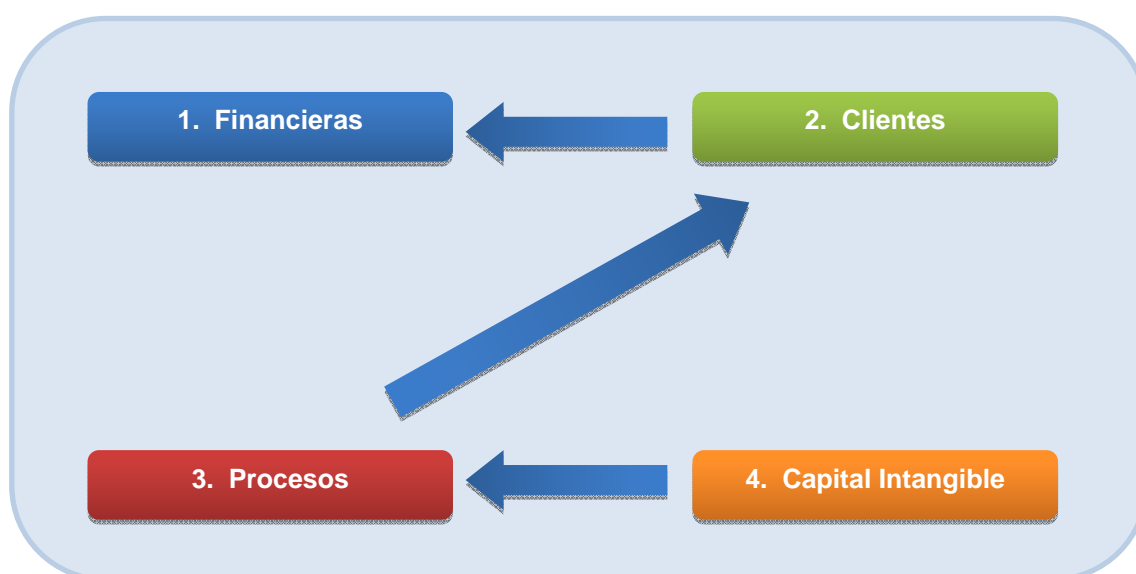 1. Financieras
2. Clientes
3. Procesos
4. Capital Intangible